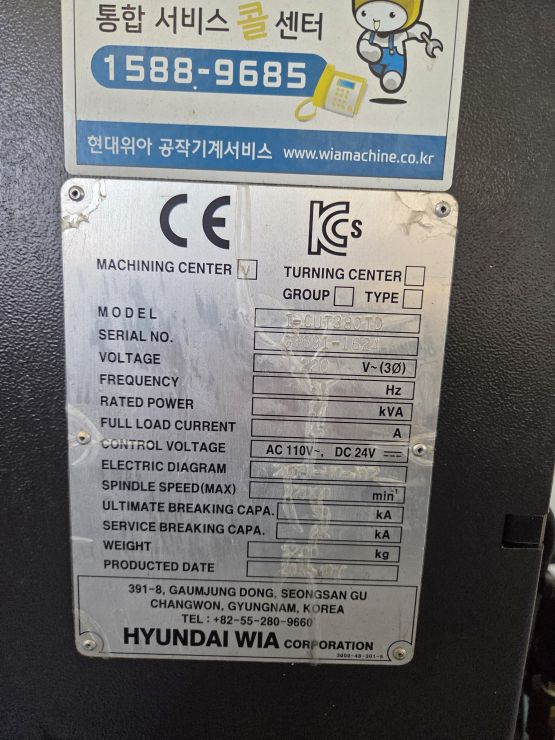 통합 서비스 콜 센터
1588-9685
현대위아 공작기계서비스 www.wiamachine.co.kr
CE KCs
MACHINING CENTER V TURNING CENTER
GROUP TYPE
MODEL I-CUT380TD
SERIAL NO.
VOLTAGE 220 V~(3Ø)
FREQUENCY Hz
RATED POWER kVA
FULL LOAD CURRENT A
CONTROL VOLTAGE AC 110V~, DC 24V
ELECTRIC DIAGRAM
SPINDLE SPEED(MAX) min¹
ULTIMATE BREAKING CAPA. kA
SERVICE BREAKING CAPA. kA
WEIGHT kg
PRODUCTED DATE
391-8, GAUMJUNG DONG, SEONGSAN GU
CHANGWON, GYUNGNAM, KOREA
TEL : +82-55-280-9660
HYUNDAI WIA CORPORATION